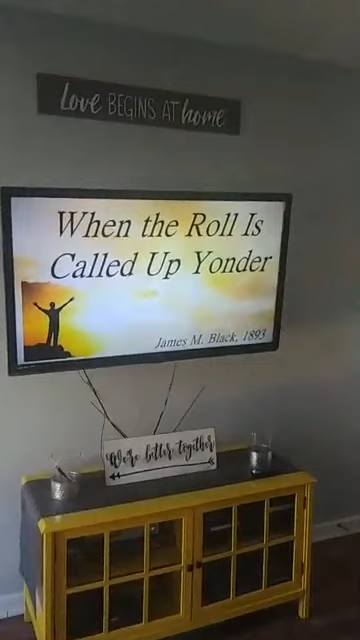 Love BEGINS AT home
When the Roll Is
Called Up Yonder
James M. Black, 1893
We're better together